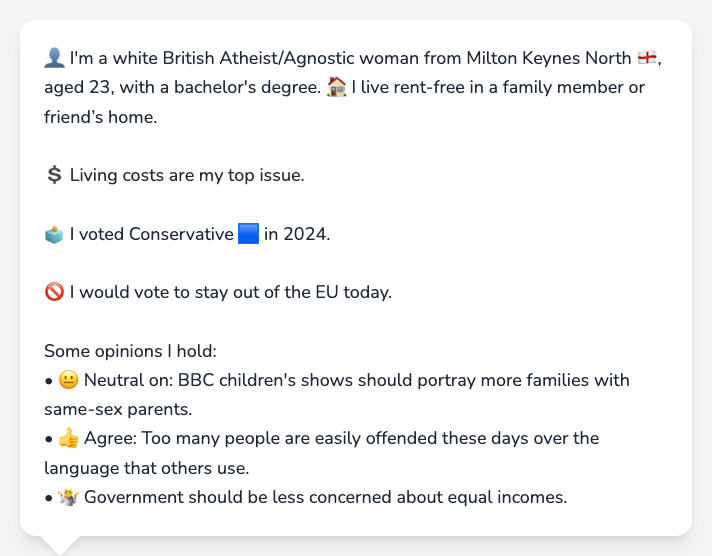 👤 I'm a white British Atheist/Agnostic woman from Milton Keynes North 🏴󠁧󠁢󠁥󠁮󠁧󠁿,
aged 23, with a bachelor's degree. 🏠 I live rent-free in a family member or
friend’s home.
💲 Living costs are my top issue.
🗳️ I voted Conservative 🟦 in 2024.
🚫 I would vote to stay out of the EU today.
Some opinions I hold:
• 😐 Neutral on: BBC children's shows should portray more families with
same-sex parents.
• 👍 Agree: Too many people are easily offended these days over the
language that others use.
• 🤷 Government should be less concerned about equal incomes.